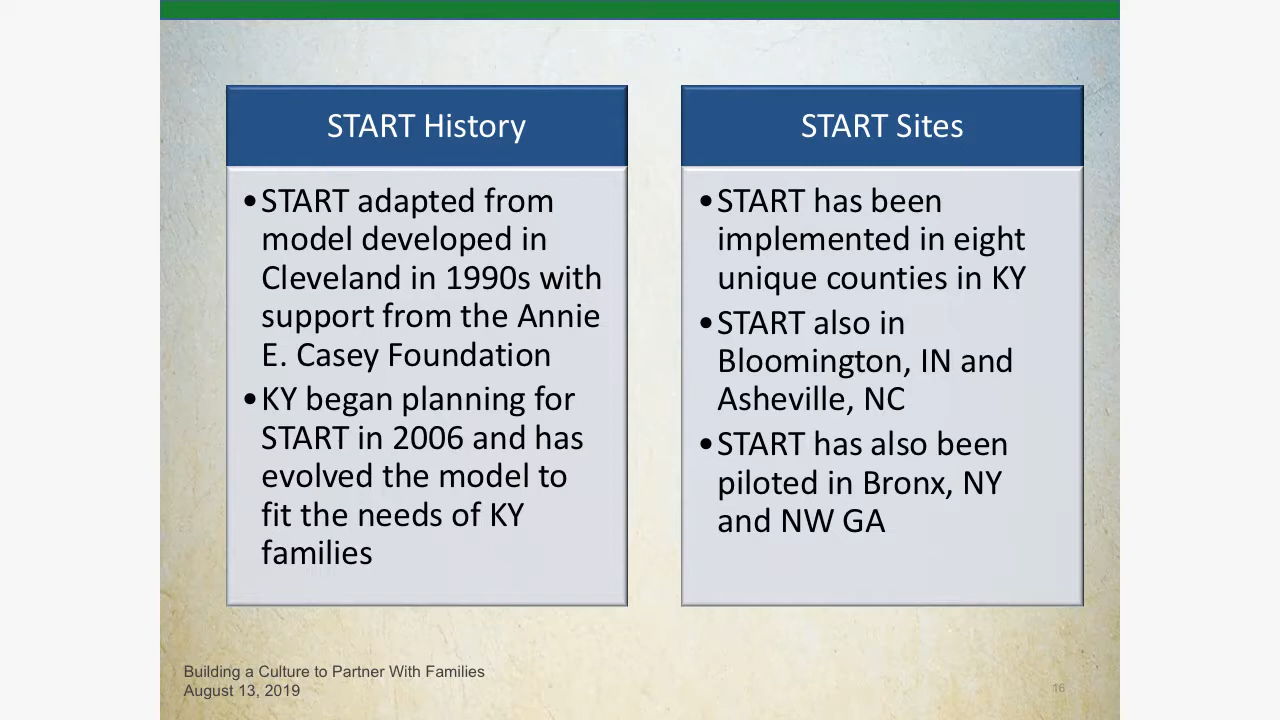 START History
•START adapted from
model developed in
Cleveland in 1990s with
support from the Annie
E. Casey Foundation
•KY began planning for
START in 2006 and has
evolved the model to
fit the needs of KY
families
START Sites
•START has been
implemented in eight
unique counties in KY
•START also in
Bloomington, IN and
Asheville, NC
•START has also been
piloted in Bronx, NY
and NW GA
Building a Culture to Partner With Families
August 13, 2019
16